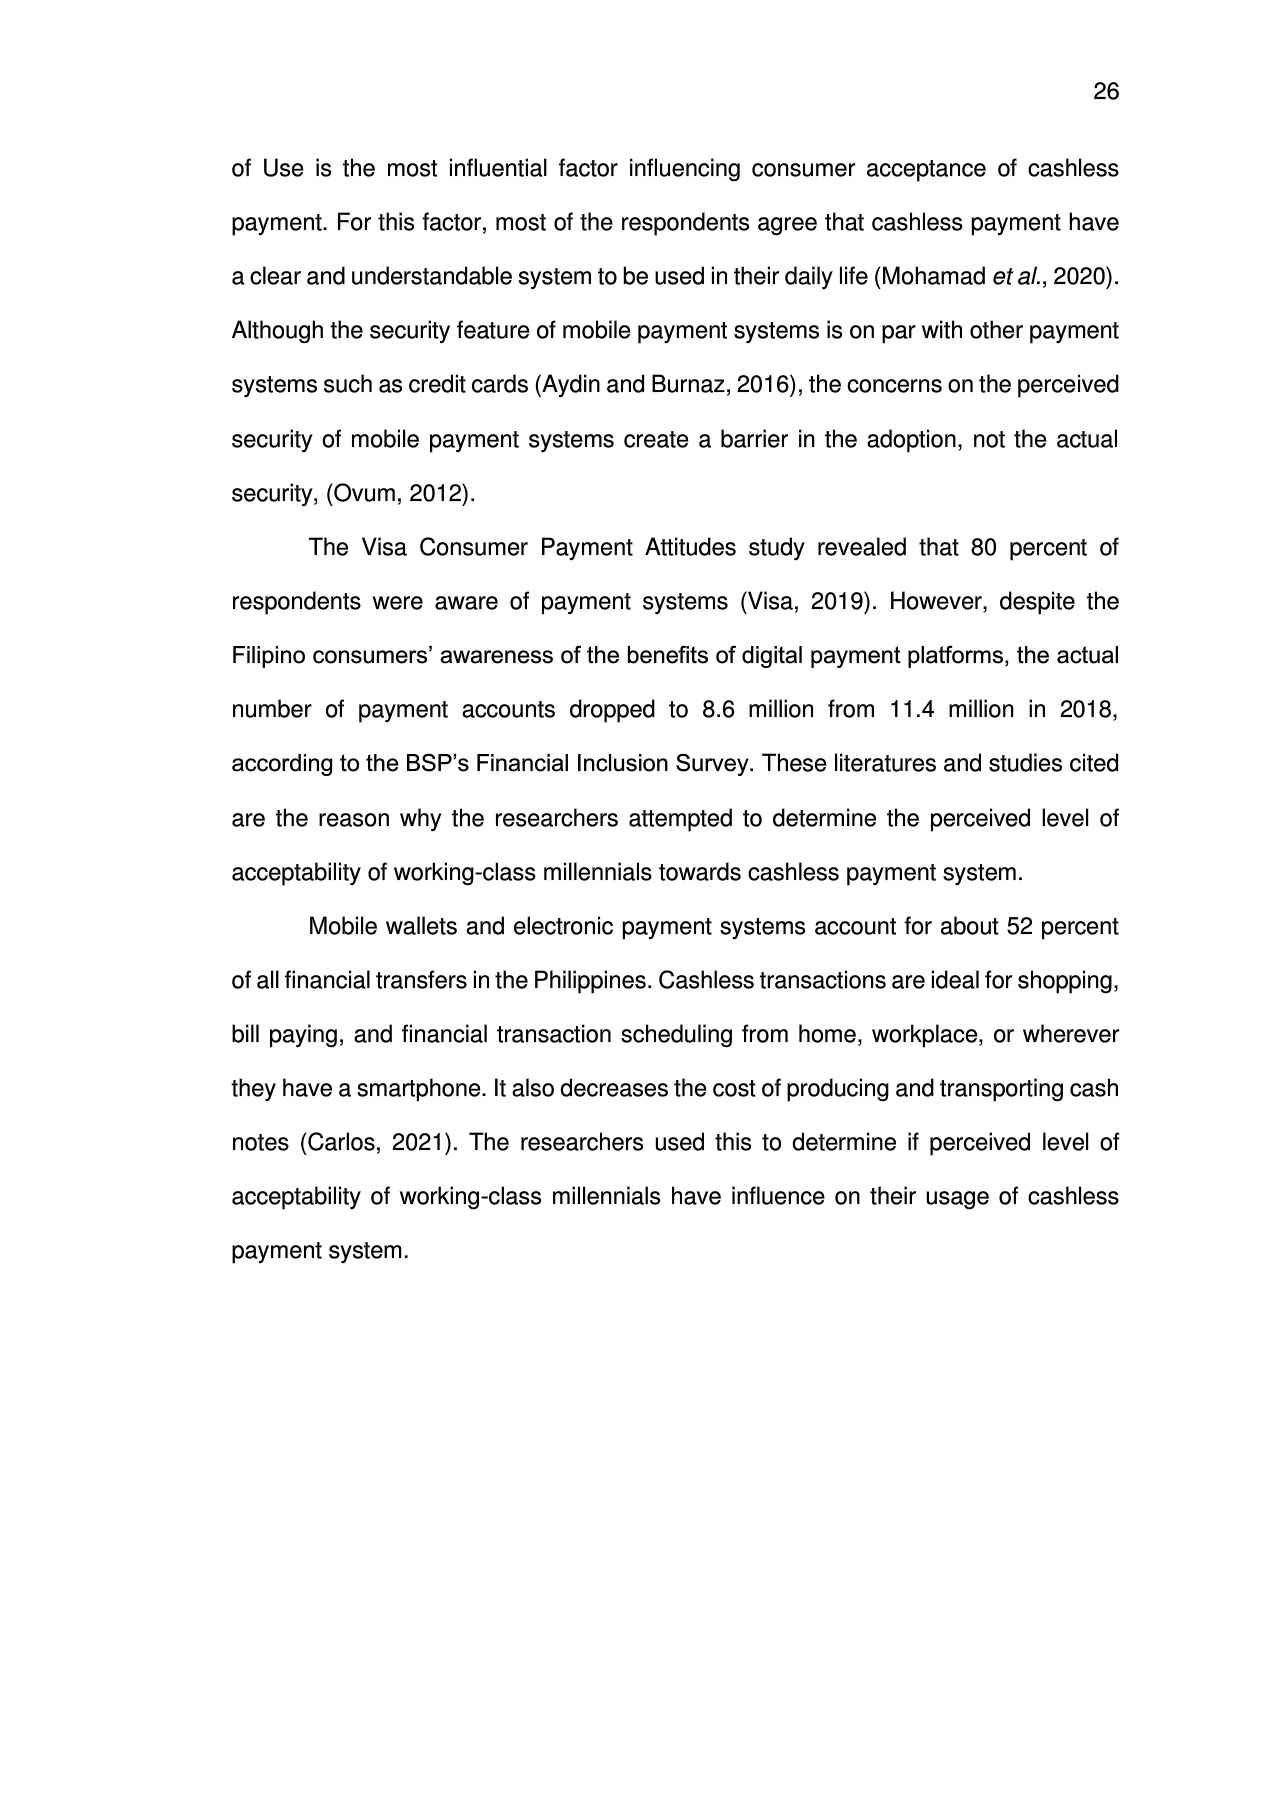 26
of Use is the most influential factor influencing consumer acceptance of cashless
payment. For this factor, most of the respondents agree that cashless payment have
a clear and understandable system to be used in their daily life (Mohamad et al., 2020).
Although the security feature of mobile payment systems is on par with other payment
systems such as credit cards (Aydin and Burnaz, 2016), the concerns on the perceived
security of mobile payment systems create a barrier in the adoption, not the actual
security, (Ovum, 2012).
The Visa Consumer Payment Attitudes study revealed that 80 percent of
respondents were aware of payment systems (Visa, 2019). However, despite the
Filipino consumers’ awareness of the benefits of digital payment platforms, the actual
number of payment accounts dropped to 8.6 million from 11.4 million in 2018,
according to the BSP’s Financial Inclusion Survey. These literatures and studies cited
are the reason why the researchers attempted to determine the perceived level of
acceptability of working-class millennials towards cashless payment system.
Mobile wallets and electronic payment systems account for about 52 percent
of all financial transfers in the Philippines. Cashless transactions are ideal for shopping,
bill paying, and financial transaction scheduling from home, workplace, or wherever
they have a smartphone. It also decreases the cost of producing and transporting cash
notes (Carlos, 2021). The researchers used this to determine if perceived level of
acceptability of working-class millennials have influence on their usage of cashless
payment system.